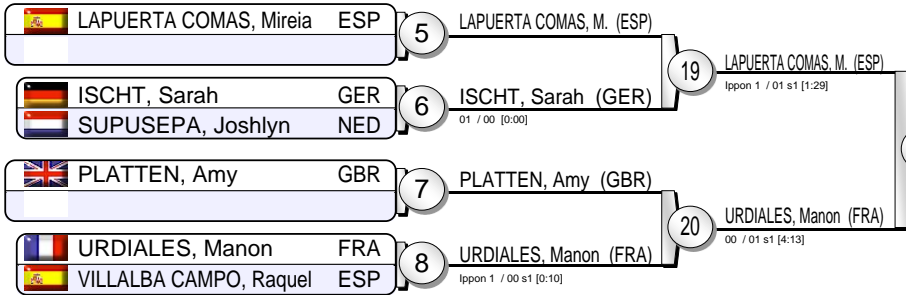 LAPUERTA COMAS, Mireia ESP
5
LAPUERTA COMAS, M. (ESP)
ISCHT, Sarah GER
SUPUSEPA, Joshlyn NED
6
ISCHT, Sarah (GER)
01 / 00 [0:00]
19
LAPUERTA COMAS, M. (ESP)
Ippon 1 / 01 s1 [1:29]
PLATTEN, Amy GBR
7
PLATTEN, Amy (GBR)
URDIALES, Manon FRA
VILLALBA CAMPO, Raquel ESP
8
URDIALES, Manon (FRA)
Ippon 1 / 00 s1 [0:10]
20
URDIALES, Manon (FRA)
00 / 01 s1 [4:13]